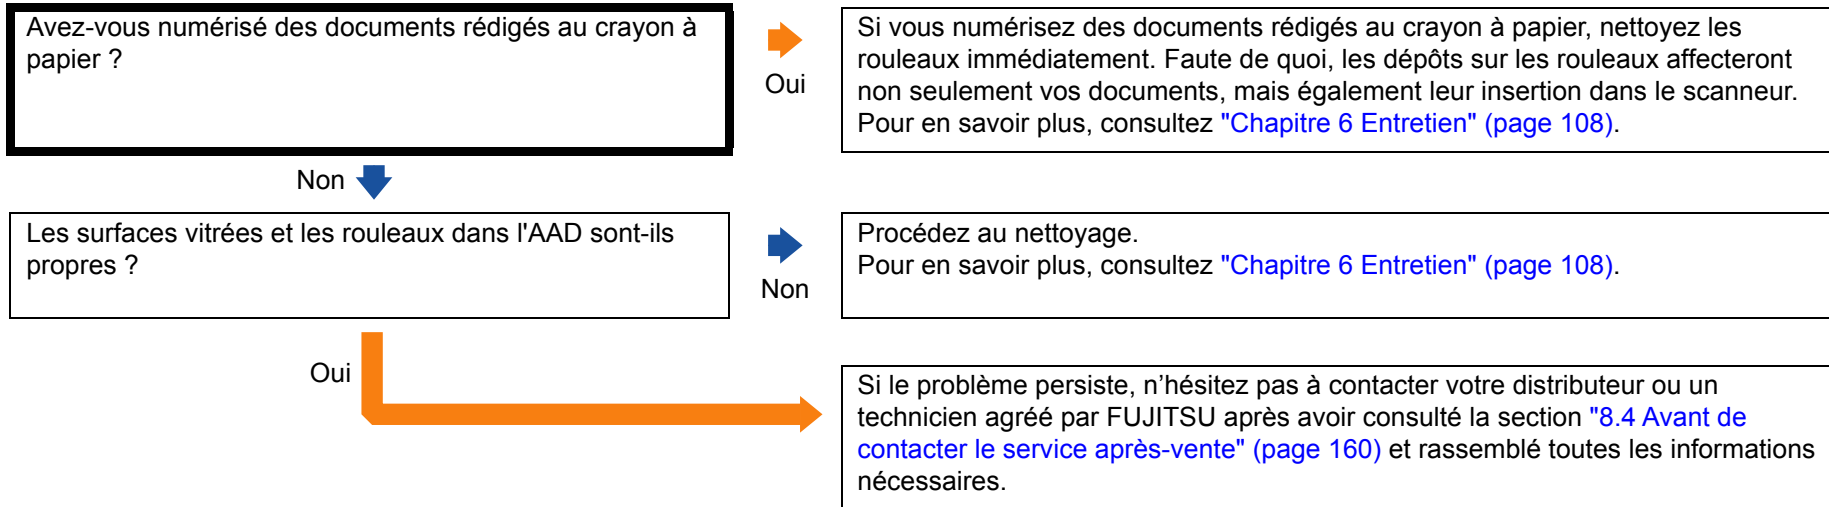 Avez-vous numérisé des documents rédigés au crayon à
papier ?
Oui
Si vous numérisez des documents rédigés au crayon à papier, nettoyez les
rouleaux immédiatement. Faute de quoi, les dépôts sur les rouleaux affecteront
non seulement vos documents, mais également leur insertion dans le scanneur.
Pour en savoir plus, consultez "Chapitre 6 Entretien" (page 108).
Non
Les surfaces vitrées et les rouleaux dans l'AAD sont-ils
propres ?
Non
Procédez au nettoyage.
Pour en savoir plus, consultez "Chapitre 6 Entretien" (page 108).
Oui
Si le problème persiste, n’hésitez pas à contacter votre distributeur ou un
technicien agréé par FUJITSU après avoir consulté la section "8.4 Avant de
contacter le service après-vente" (page 160) et rassemblé toutes les informations
nécessaires.